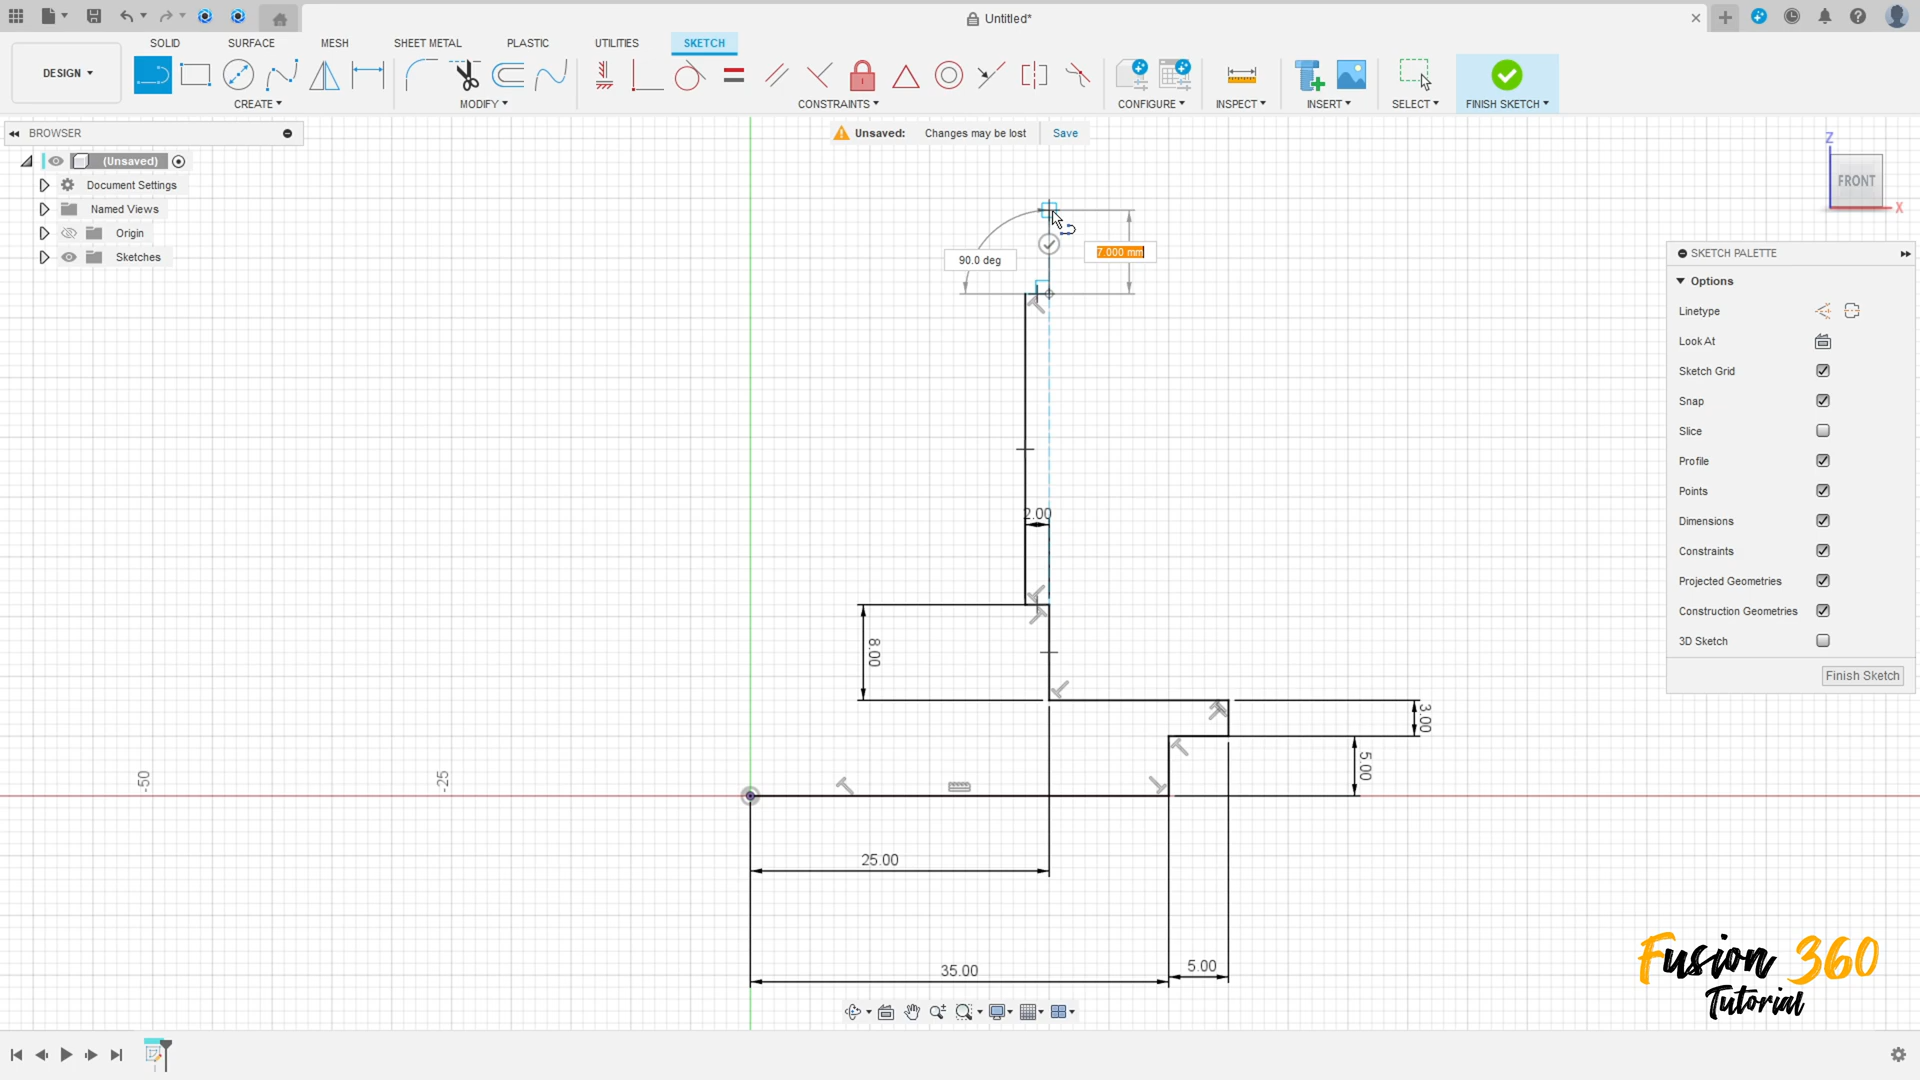 Untitled*
SOLID SURFACE MESH SHEET METAL PLASTIC UTILITIES SKETCH
DESIGN
CREATE MODIFY CONSTRAINTS CONFIGURE INSPECT INSERT SELECT FINISH SKETCH
BROWSER
Unsaved: Changes may be lost Save
(Unsaved)
Document Settings
Named Views
Origin
Sketches
Z
FRONT
X
90.0 deg
7.000 mm
SKETCH PALETTE
Options
Linetype
Look At
Sketch Grid
Snap
Slice
Profile
Points
Dimensions
Constraints
Projected Geometries
Construction Geometries
3D Sketch
Finish Sketch
2.00
8.00
3.00
5.00
-50
-25
25.00
35.00
5.00
Fusion 360
Tutorial